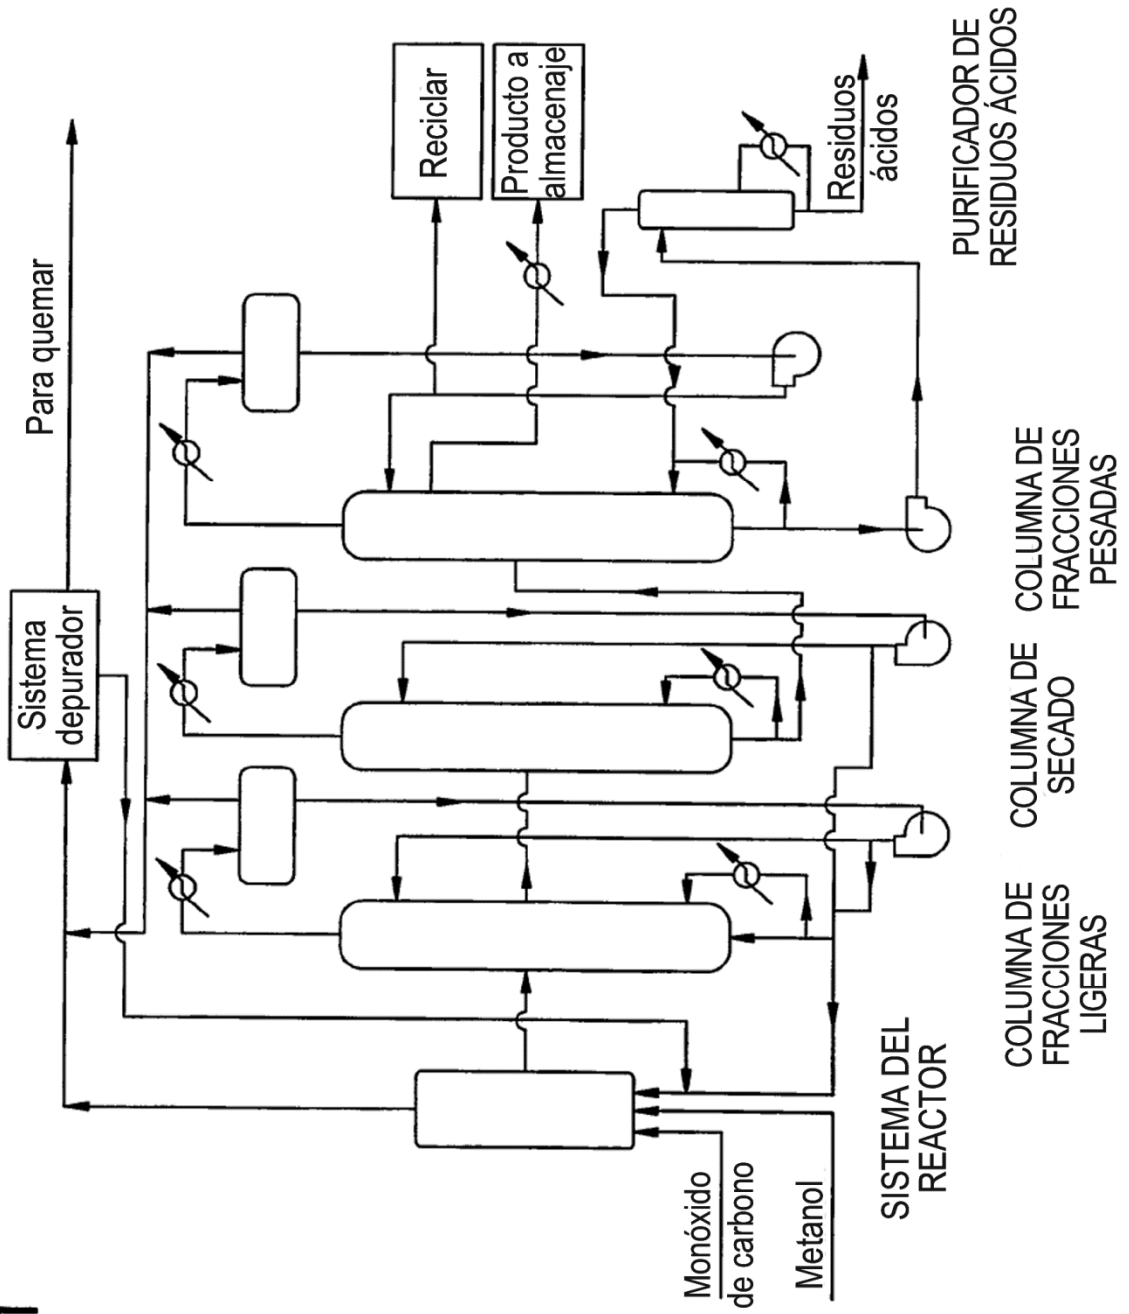 Para quemar
Sistema
depurador
Reciclar
Producto a
almacenaje
Residuos
ácidos
Monóxido
de carbono
Metanol
SISTEMA DEL
REACTOR
COLUMNA DE
FRACCIONES
LIGERAS
COLUMNA DE
SECADO
COLUMNA DE
FRACCIONES
PESADAS
PURIFICADOR DE
RESIDUOS ÁCIDOS